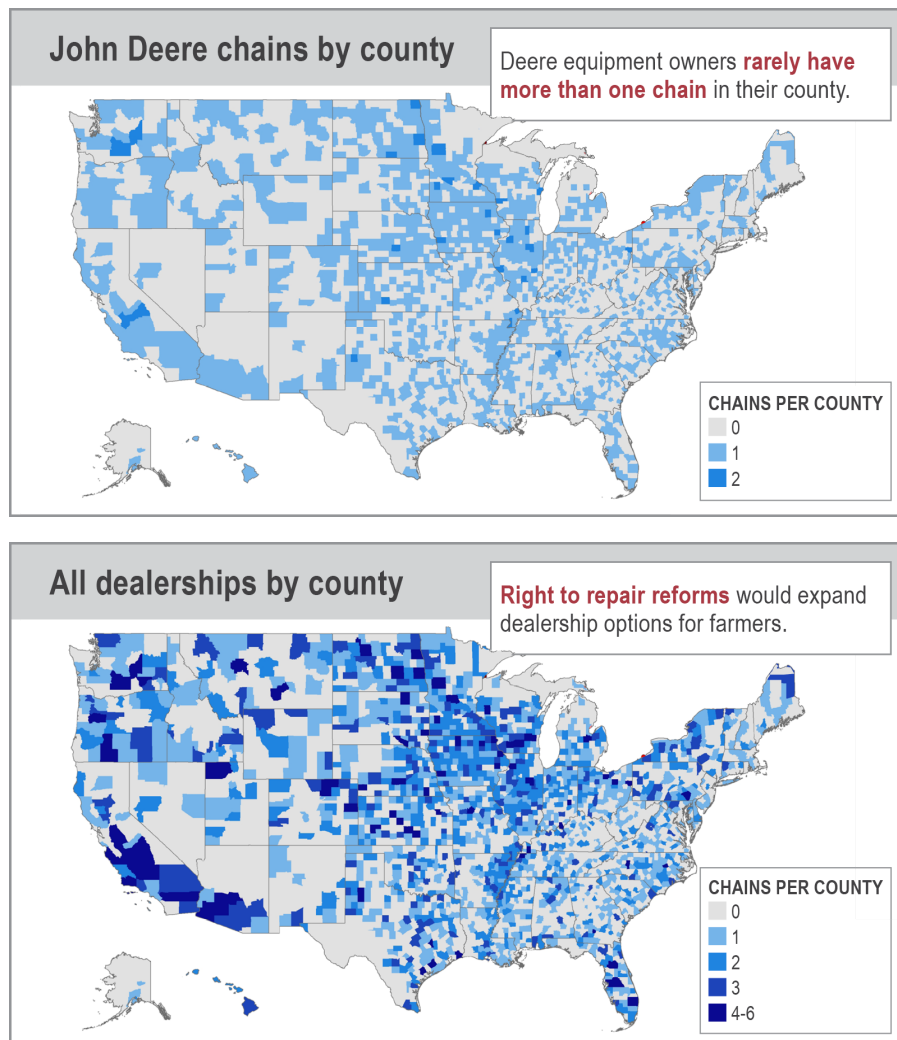 John Deere chains by county
Deere equipment owners rarely have
more than one chain in their county.
CHAINS PER COUNTY
0
1
2
All dealerships by county
Right to repair reforms would expand
dealership options for farmers.
CHAINS PER COUNTY
0
1
2
3
4-6